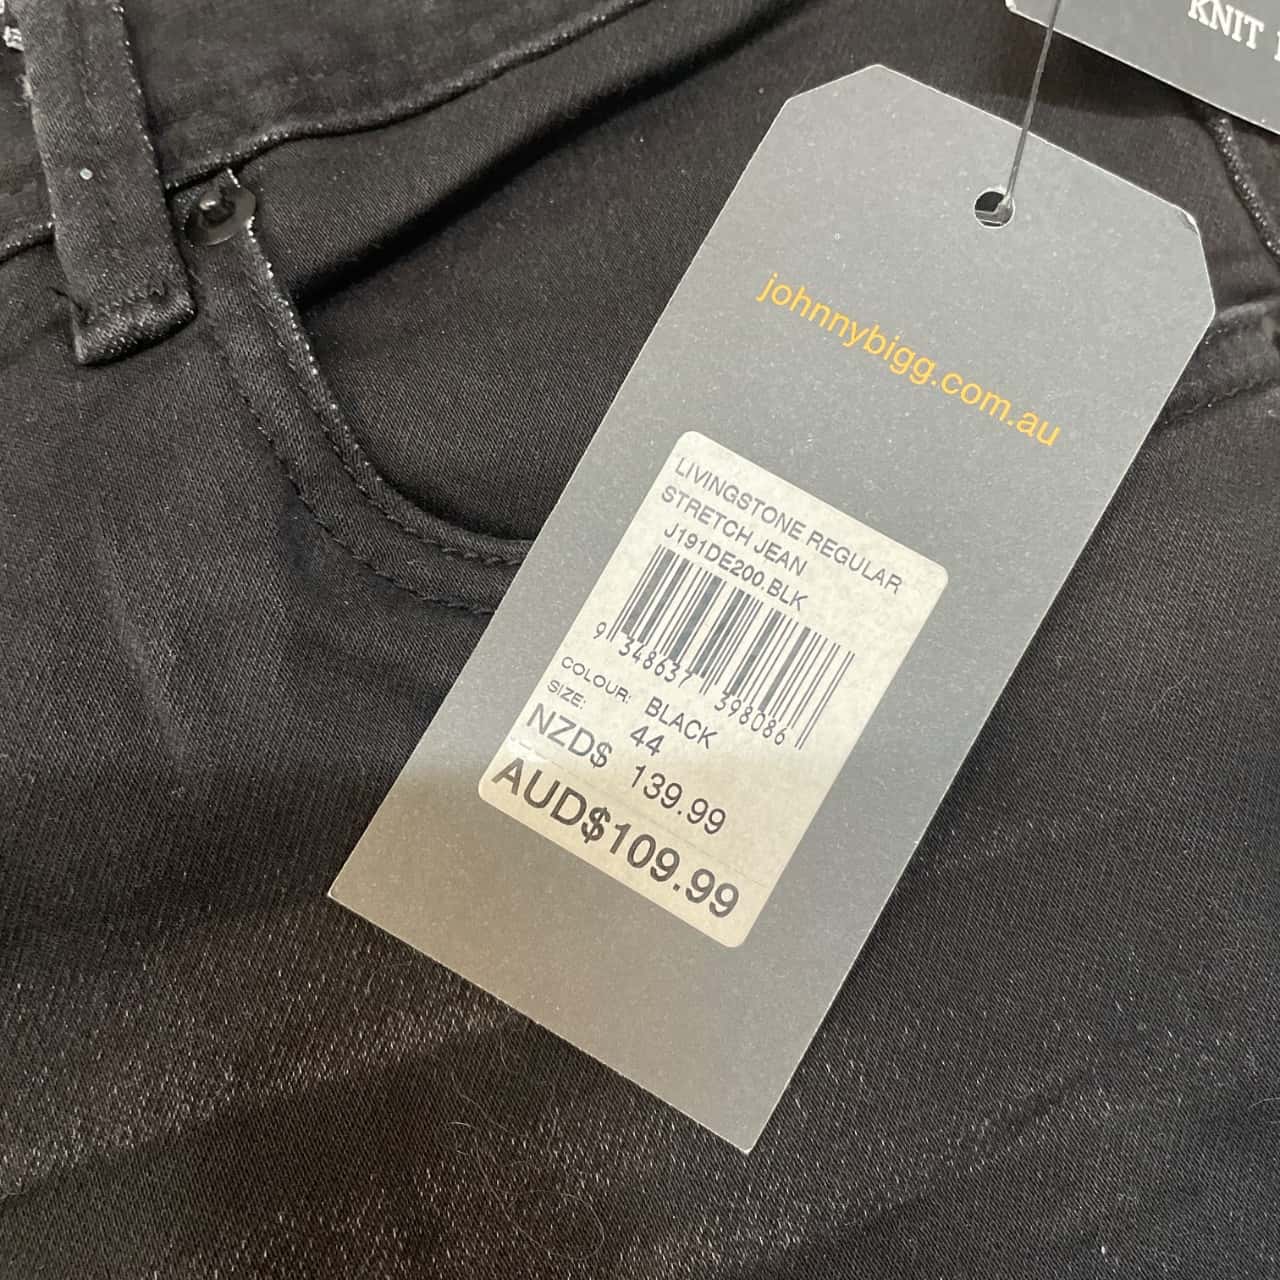 KNIT
johnnybigg.com.au
LIVINGSTONE REGULAR
STRETCH JEAN
J191DE200.BLK
9 348637 398086
COLOUR: BLACK
SIZE: 44
NZD$ 139.99
AUD$109.99